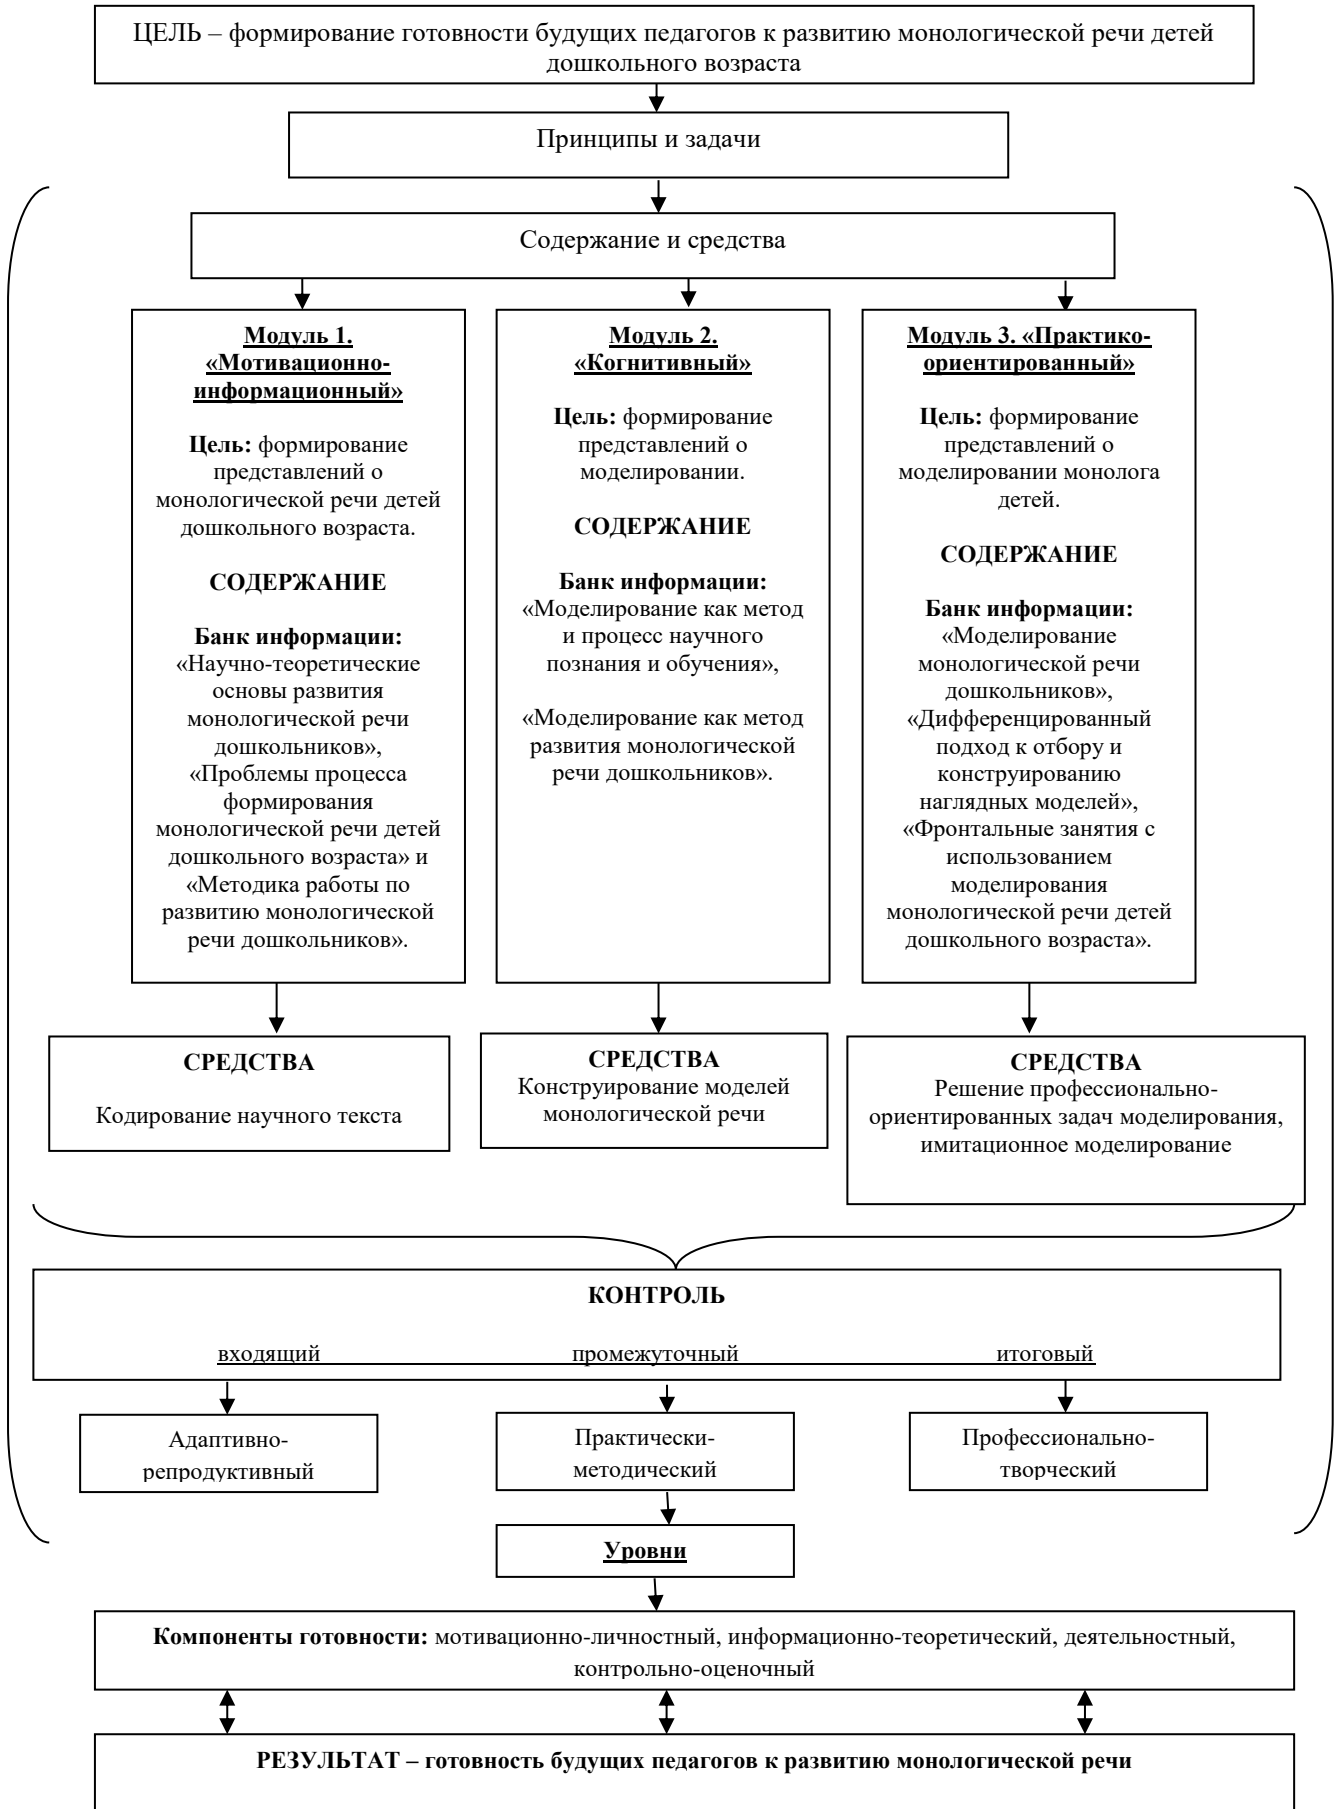 ЦЕЛЬ – формирование готовности будущих педагогов к развитию монологической речи детей
дошкольного возраста
Принципы и задачи
Содержание и средства
Модуль 1.
«Мотивационно-
информационный»
Цель: формирование
представлений о
монологической речи детей
дошкольного возраста.
СОДЕРЖАНИЕ
Банк информации:
«Научно-теоретические
основы развития
монологической речи
дошкольников»,
«Проблемы процесса
формирования
монологической речи детей
дошкольного возраста» и
«Методика работы по
развитию монологической
речи дошкольников».
Модуль 2.
«Когнитивный»
Цель: формирование
представлений о
моделировании.
СОДЕРЖАНИЕ
Банк информации:
«Моделирование как метод
и процесс научного
познания и обучения»,
«Моделирование как метод
развития монологической
речи дошкольников».
Модуль 3. «Практико-
ориентированный»
Цель: формирование
представлений о
моделировании монолога
детей.
СОДЕРЖАНИЕ
Банк информации:
«Моделирование
монологической речи
дошкольников»,
«Дифференцированный
подход к отбору и
конструированию
наглядных моделей»,
«Фронтальные занятия с
использованием
моделирования
монологической речи детей
дошкольного возраста».
СРЕДСТВА
Кодирование научного текста
СРЕДСТВА
Конструирование моделей
монологической речи
СРЕДСТВА
Решение профессионально-
ориентированных задач моделирования,
имитационное моделирование
КОНТРОЛЬ
входящий промежуточный итоговый
Адаптивно-
репродуктивный
Практически-
методический
Профессионально-
творческий
Уровни
Компоненты готовности: мотивационно-личностный, информационно-теоретический, деятельностный,
контрольно-оценочный
РЕЗУЛЬТАТ – готовность будущих педагогов к развитию монологической речи